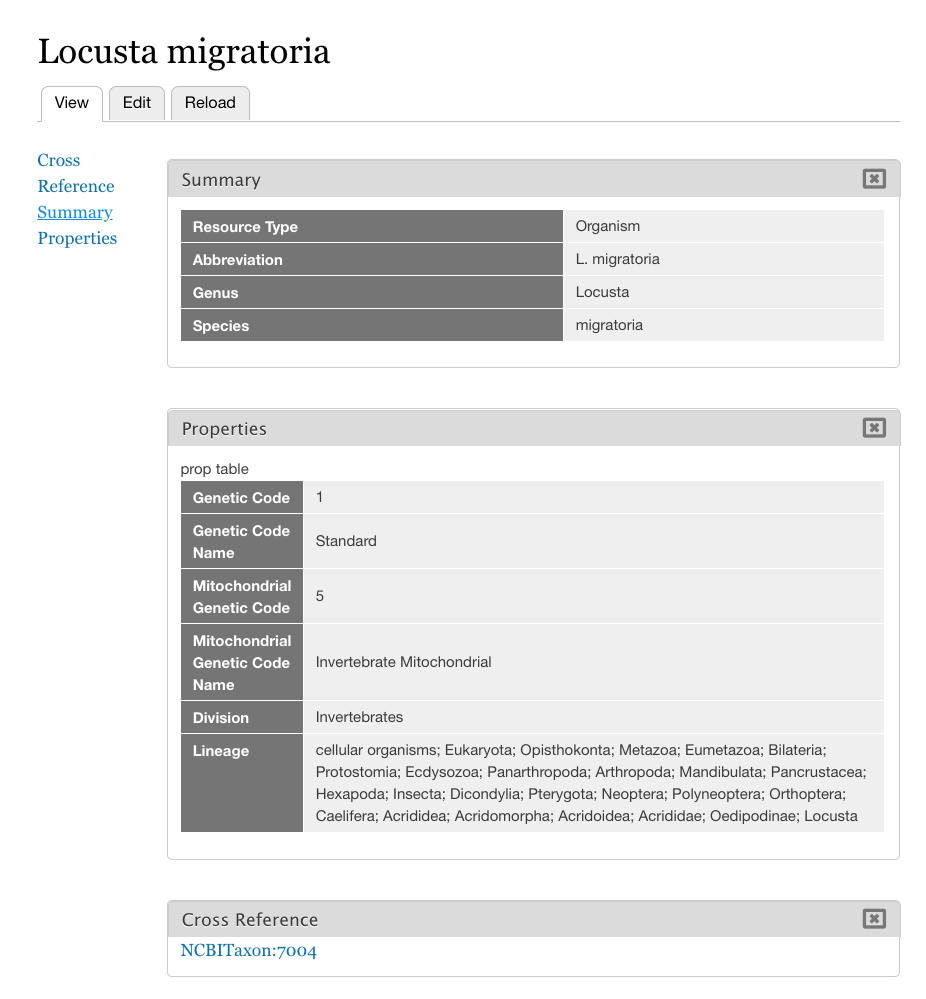 Locusta migratoria
View
Edit
Reload
Cross
Reference
Summary
Properties
Summary
Resource Type Organism
Abbreviation L. migratoria
Genus Locusta
Species migratoria
Properties
prop table
Genetic Code 1
Genetic Code
Name
Standard
Mitochondrial
Genetic Code
5
Mitochondrial
Genetic Code
Name
Invertebrate Mitochondrial
Division Invertebrates
Lineage
cellular organisms; Eukaryota; Opisthokonta; Metazoa; Eumetazoa; Bilateria;
Protostomia; Ecdysozoa; Panarthropoda; Arthropoda; Mandibulata; Pancrustacea;
Hexapoda; Insecta; Dicondylia; Pterygota; Neoptera; Polyneoptera; Orthoptera;
Caelifera; Acrididea; Acridomorpha; Acridoidea; Acrididae; Oedipodinae; Locusta
Cross Reference
NCBITaxon:7004